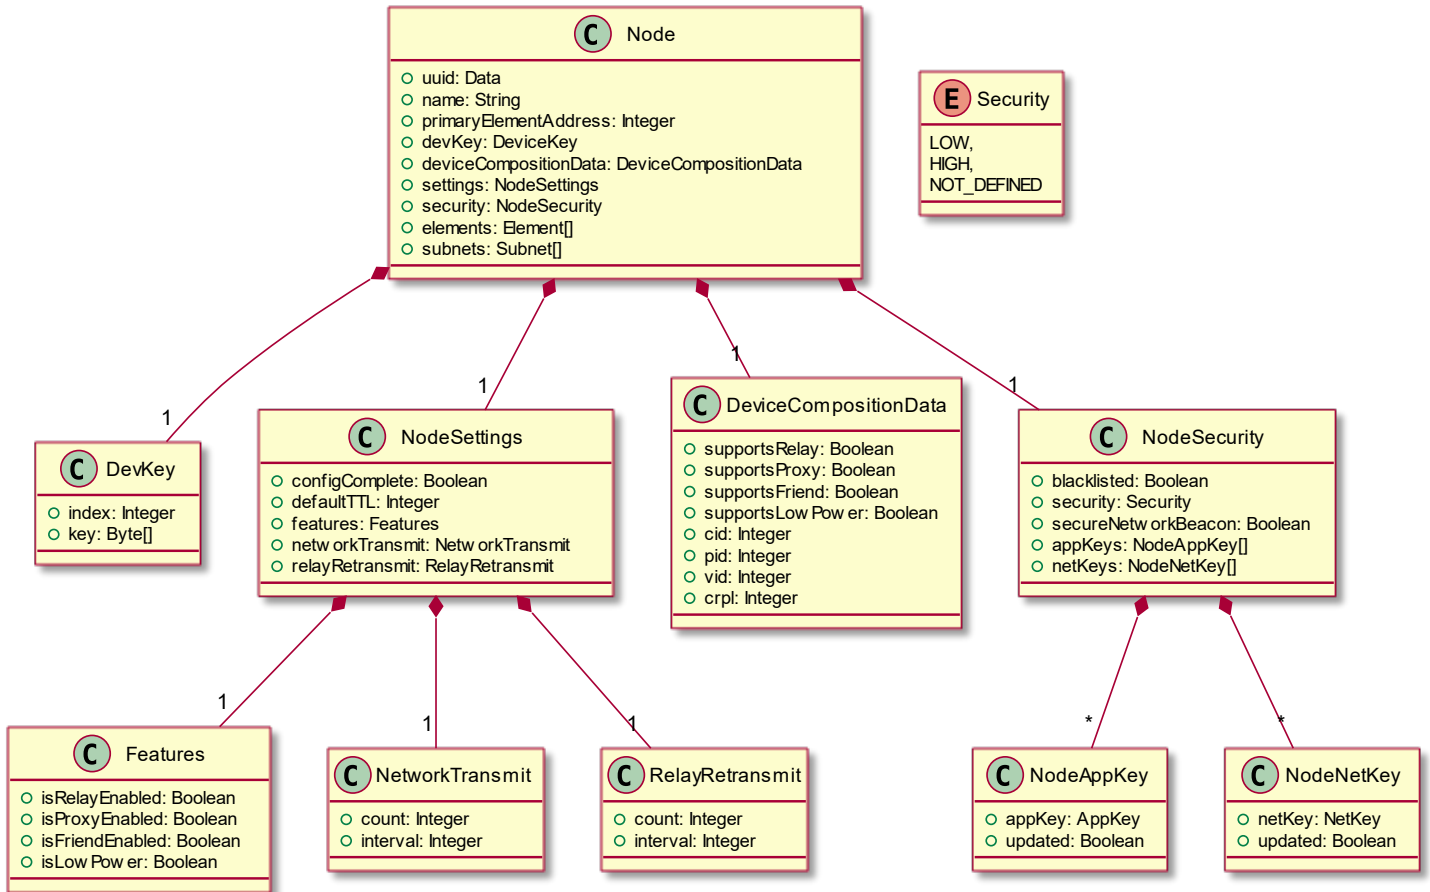 C Node
uuid: Data
name: String
primaryElementAddress: Integer
devKey: DeviceKey
deviceCompositionData: DeviceCompositionData
settings: NodeSettings
security: NodeSecurity
elements: Element[]
subnets: Subnet[]
E Security
LOW,
HIGH,
NOT_DEFINED
1
1
1
1
C DevKey
index: Integer
key: Byte[]
C NodeSettings
configComplete: Boolean
defaultTTL: Integer
features: Features
networkTransmit: NetworkTransmit
relayRetransmit: RelayRetransmit
C DeviceCompositionData
supportsRelay: Boolean
supportsProxy: Boolean
supportsFriend: Boolean
supportsLowPower: Boolean
cid: Integer
pid: Integer
vid: Integer
crpl: Integer
C NodeSecurity
blacklisted: Boolean
security: Security
secureNetworkBeacon: Boolean
appKeys: NodeAppKey[]
netKeys: NodeNetKey[]
1
1
1
*
*
C Features
isRelayEnabled: Boolean
isProxyEnabled: Boolean
isFriendEnabled: Boolean
isLowPower: Boolean
C NetworkTransmit
count: Integer
interval: Integer
C RelayRetransmit
count: Integer
interval: Integer
C NodeAppKey
appKey: AppKey
updated: Boolean
C NodeNetKey
netKey: NetKey
updated: Boolean